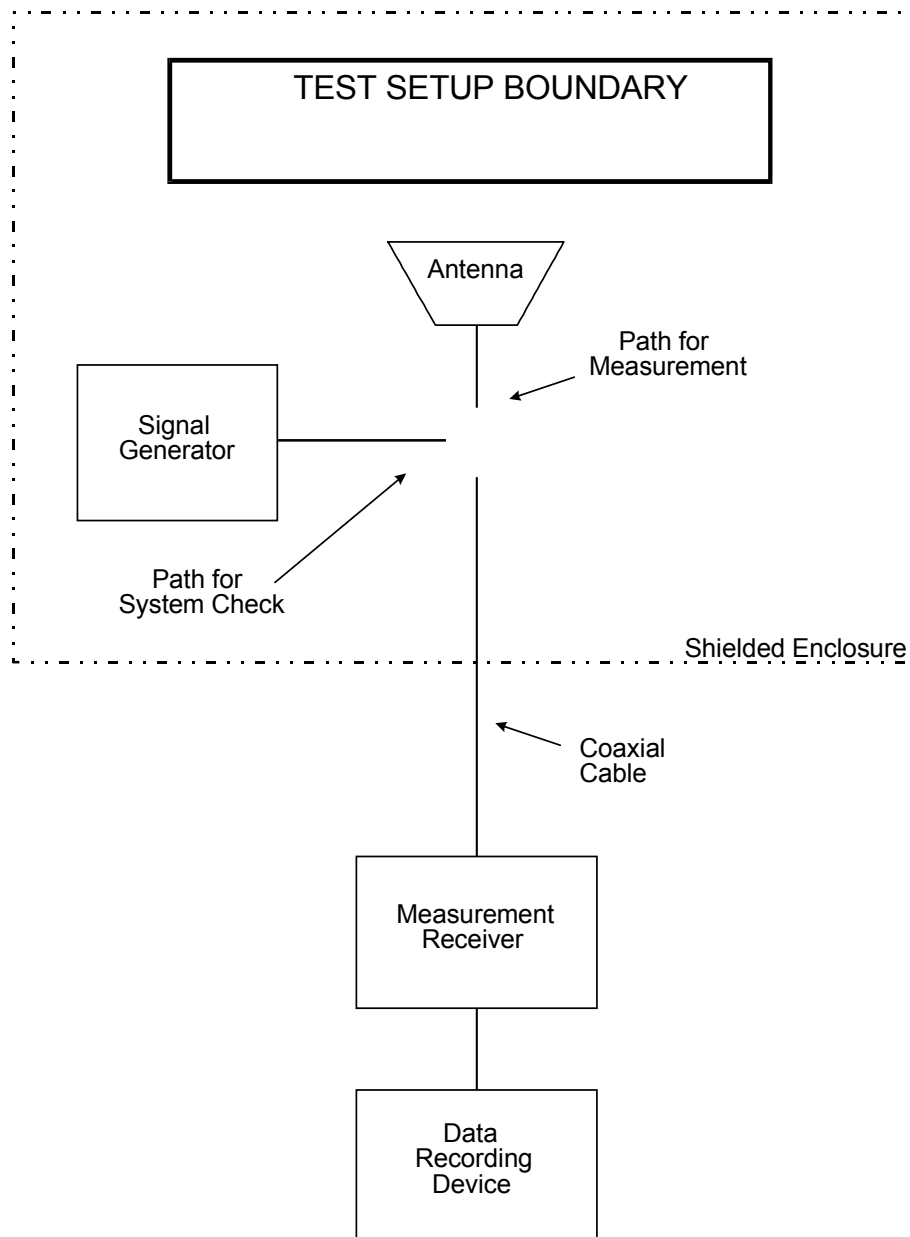 TEST SETUP BOUNDARY
Antenna
Path for
Measurement
Signal
Generator
Path for
System Check
Shielded Enclosure
Coaxial
Cable
Measurement
Receiver
Data
Recording
Device